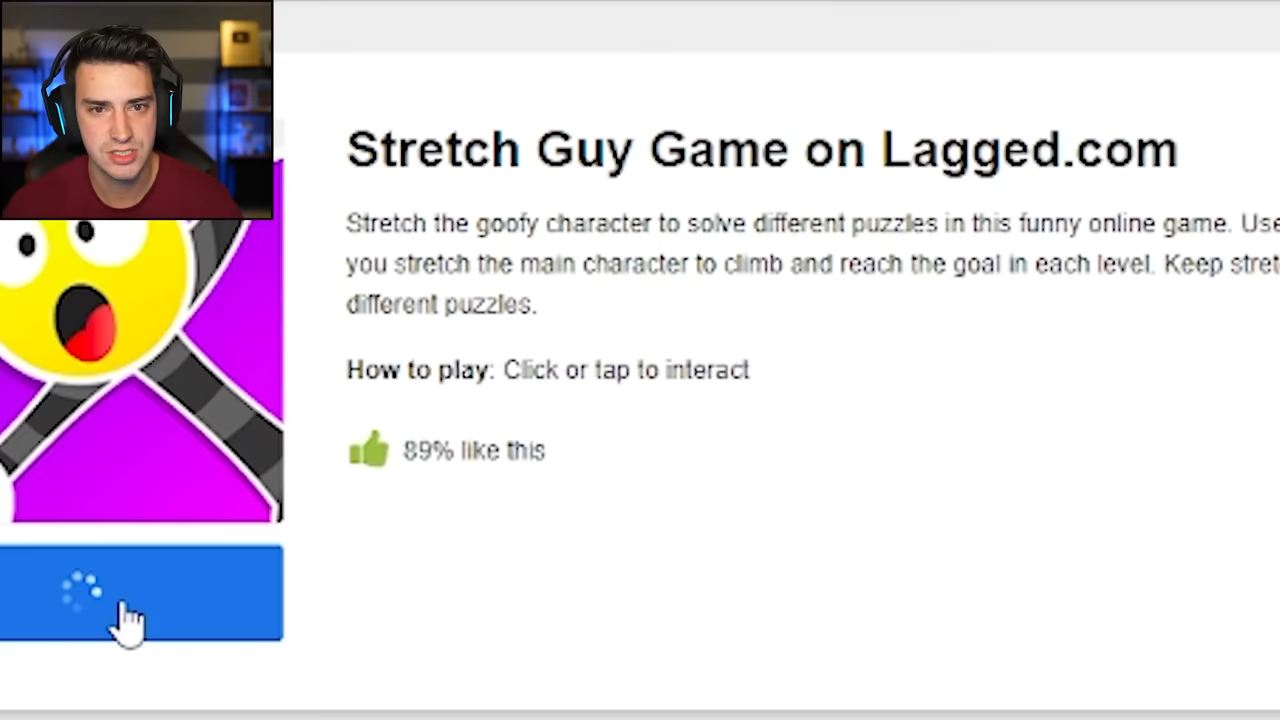 Stretch Guy Game on Lagged.com
Stretch the goofy character to solve different puzzles in this funny online game. Use
you stretch the main character to climb and reach the goal in each level. Keep stret
different puzzles.
How to play: Click or tap to interact
89% like this